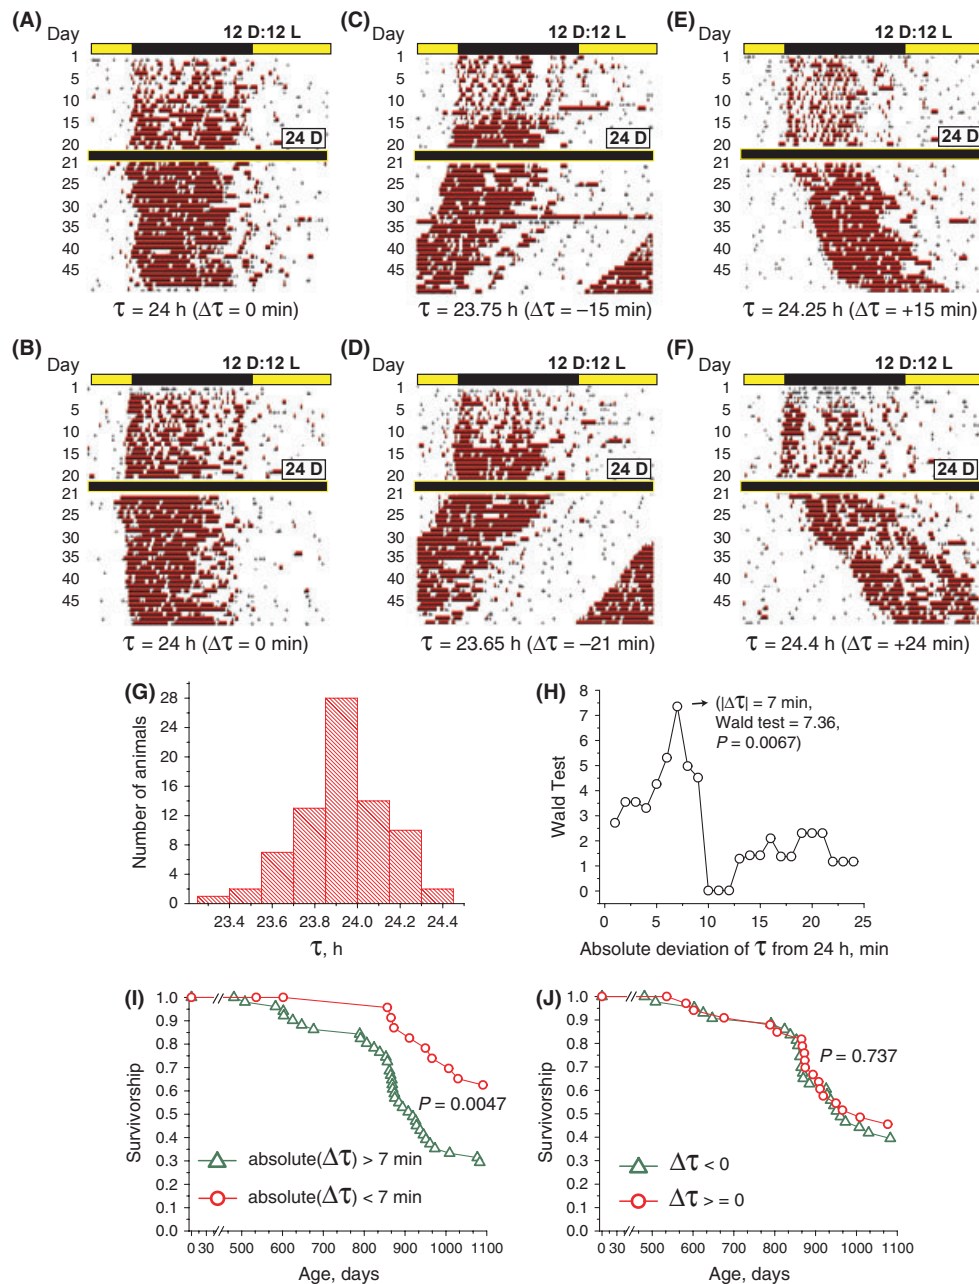 (A)
Day
12 D:12 L
1
5
10
15
20
24 D
21
25
30
35
40
45
τ = 24 h (Δτ = 0 min)
(C)
Day
12 D:12 L
1
5
10
15
20
24 D
21
25
30
35
40
45
τ = 23.75 h (Δτ = –15 min)
(E)
Day
12 D:12 L
1
5
10
15
20
24 D
21
25
30
35
40
45
τ = 24.25 h (Δτ = +15 min)
(B)
Day
12 D:12 L
1
5
10
15
20
24 D
21
25
30
35
40
45
τ = 24 h (Δτ = 0 min)
(D)
Day
12 D:12 L
1
5
10
15
20
24 D
21
25
30
35
40
45
τ = 23.65 h (Δτ = –21 min)
(F)
Day
12 D:12 L
1
5
10
15
20
24 D
21
25
30
35
40
45
τ = 24.4 h (Δτ = +24 min)
(G)
Number of animals
28
24
20
16
12
8
4
0
23.4 23.6 23.8 24.0 24.2 24.4
τ, h
(H)
Wald Test
8
7
6
5
4
3
2
1
0
(|Δτ| = 7 min,
Wald test = 7.36,
P = 0.0067)
0 5 10 15 20 25
Absolute deviation of τ from 24 h, min
(I)
Survivorship
1.0
0.9
0.8
0.7
0.6
0.5
0.4
0.3
0.2
0.1
0.0
P = 0.0047
absolute(Δτ) > 7 min
absolute(Δτ) < 7 min
0 30 500 600 700 800 900 1000 1100
Age, days
(J)
Survivorship
1.0
0.9
0.8
0.7
0.6
0.5
0.4
0.3
0.2
0.1
0.0
P = 0.737
Δτ < 0
Δτ > = 0
0 30 500 600 700 800 900 1000 1100
Age, days